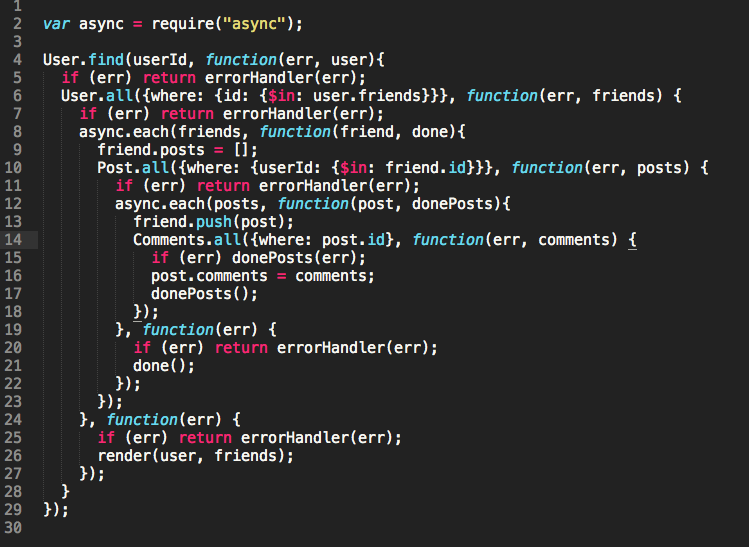 1
2 var async = require("async");
3
4 User.find(userId, function(err, user){
5   if (err) return errorHandler(err);
6   User.all({where: {id: {$in: user.friends}}}, function(err, friends) {
7     if (err) return errorHandler(err);
8     async.each(friends, function(friend, done){
9       friend.posts = [];
10       Post.all({where: {userId: {$in: friend.id}}}, function(err, posts) {
11         if (err) return errorHandler(err);
12         async.each(posts, function(post, donePosts){
13           friend.push(post);
14           Comments.all({where: post.id}, function(err, comments) {
15             if (err) donePosts(err);
16             post.comments = comments;
17             donePosts();
18           });
19         }, function(err) {
20           if (err) return errorHandler(err);
21           done();
22         });
23       });
24     }, function(err) {
25       if (err) return errorHandler(err);
26       render(user, friends);
27     });
28   }
29 });
30